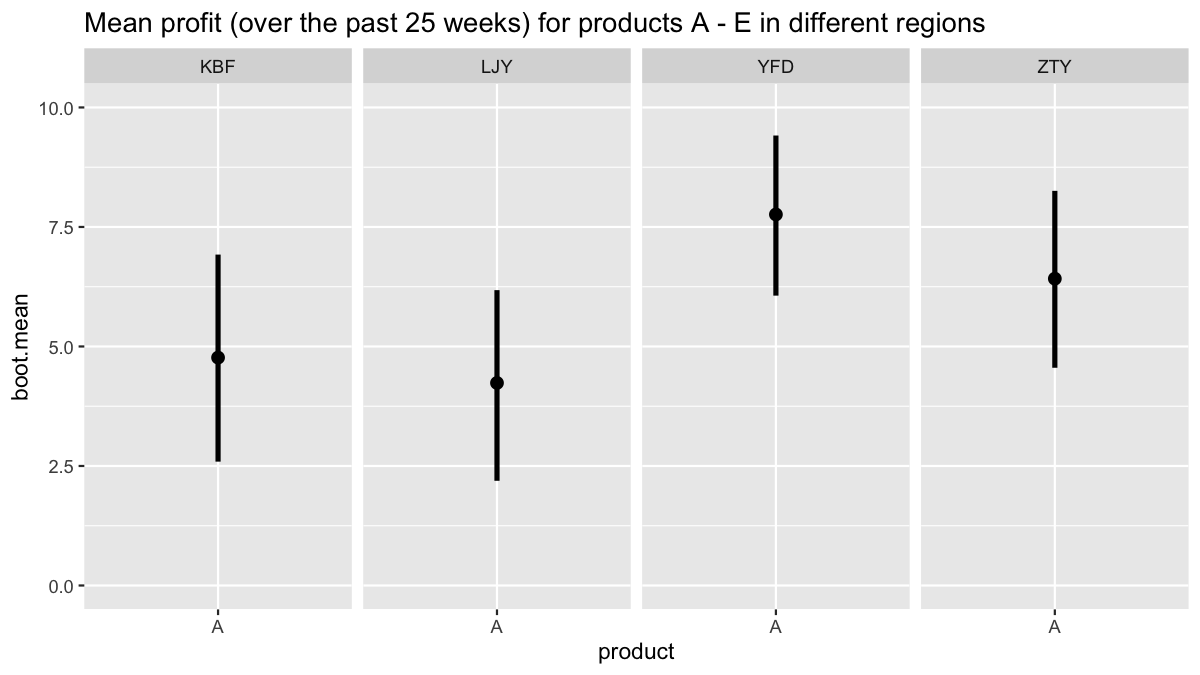 Mean profit (over the past 25 weeks) for products A - E in different regions
KBF LJY YFD ZTY
10.0
7.5
5.0
2.5
0.0
boot.mean
A A A A
product